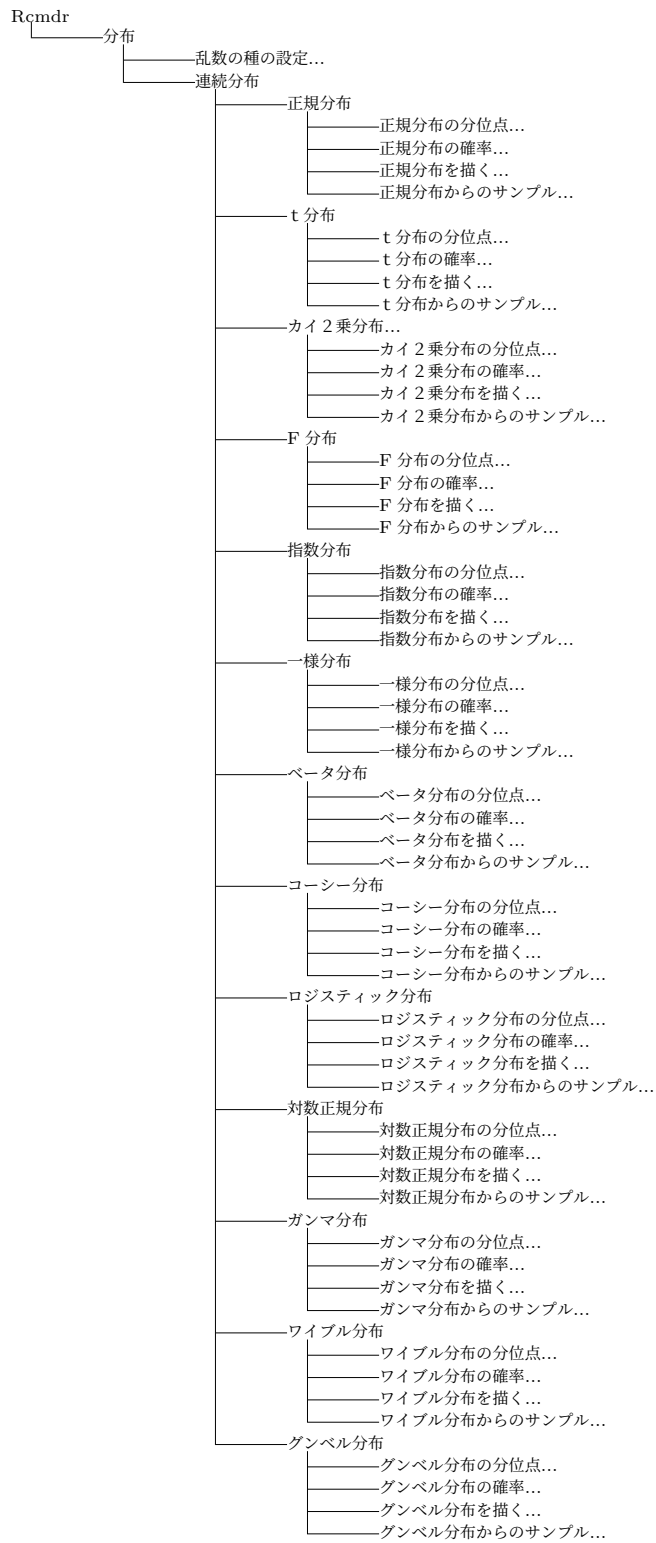 Rcmdr
分布
乱数の種の設定...
連続分布
正規分布
正規分布の分位点...
正規分布の確率...
正規分布を描く...
正規分布からのサンプル...
ｔ分布
ｔ分布の分位点...
ｔ分布の確率...
ｔ分布を描く...
ｔ分布からのサンプル...
カイ２乗分布...
カイ２乗分布の分位点...
カイ２乗分布の確率...
カイ２乗分布を描く...
カイ２乗分布からのサンプル...
F 分布
F 分布の分位点...
F 分布の確率...
F 分布を描く...
F 分布からのサンプル...
指数分布
指数分布の分位点...
指数分布の確率...
指数分布を描く...
指数分布からのサンプル...
一様分布
一様分布の分位点...
一様分布の確率...
一様分布を描く...
一様分布からのサンプル...
ベータ分布
ベータ分布の分位点...
ベータ分布の確率...
ベータ分布を描く...
ベータ分布からのサンプル...
コーシー分布
コーシー分布の分位点...
コーシー分布の確率...
コーシー分布を描く...
コーシー分布からのサンプル...
ロジスティック分布
ロジスティック分布の分位点...
ロジスティック分布の確率...
ロジスティック分布を描く...
ロジスティック分布からのサンプル...
対数正規分布
対数正規分布の分位点...
対数正規分布の確率...
対数正規分布を描く...
対数正規分布からのサンプル...
ガンマ分布
ガンマ分布の分位点...
ガンマ分布の確率...
ガンマ分布を描く...
ガンマ分布からのサンプル...
ワイブル分布
ワイブル分布の分位点...
ワイブル分布の確率...
ワイブル分布を描く...
ワイブル分布からのサンプル...
グンベル分布
グンベル分布の分位点...
グンベル分布の確率...
グンベル分布を描く...
グンベル分布からのサンプル...